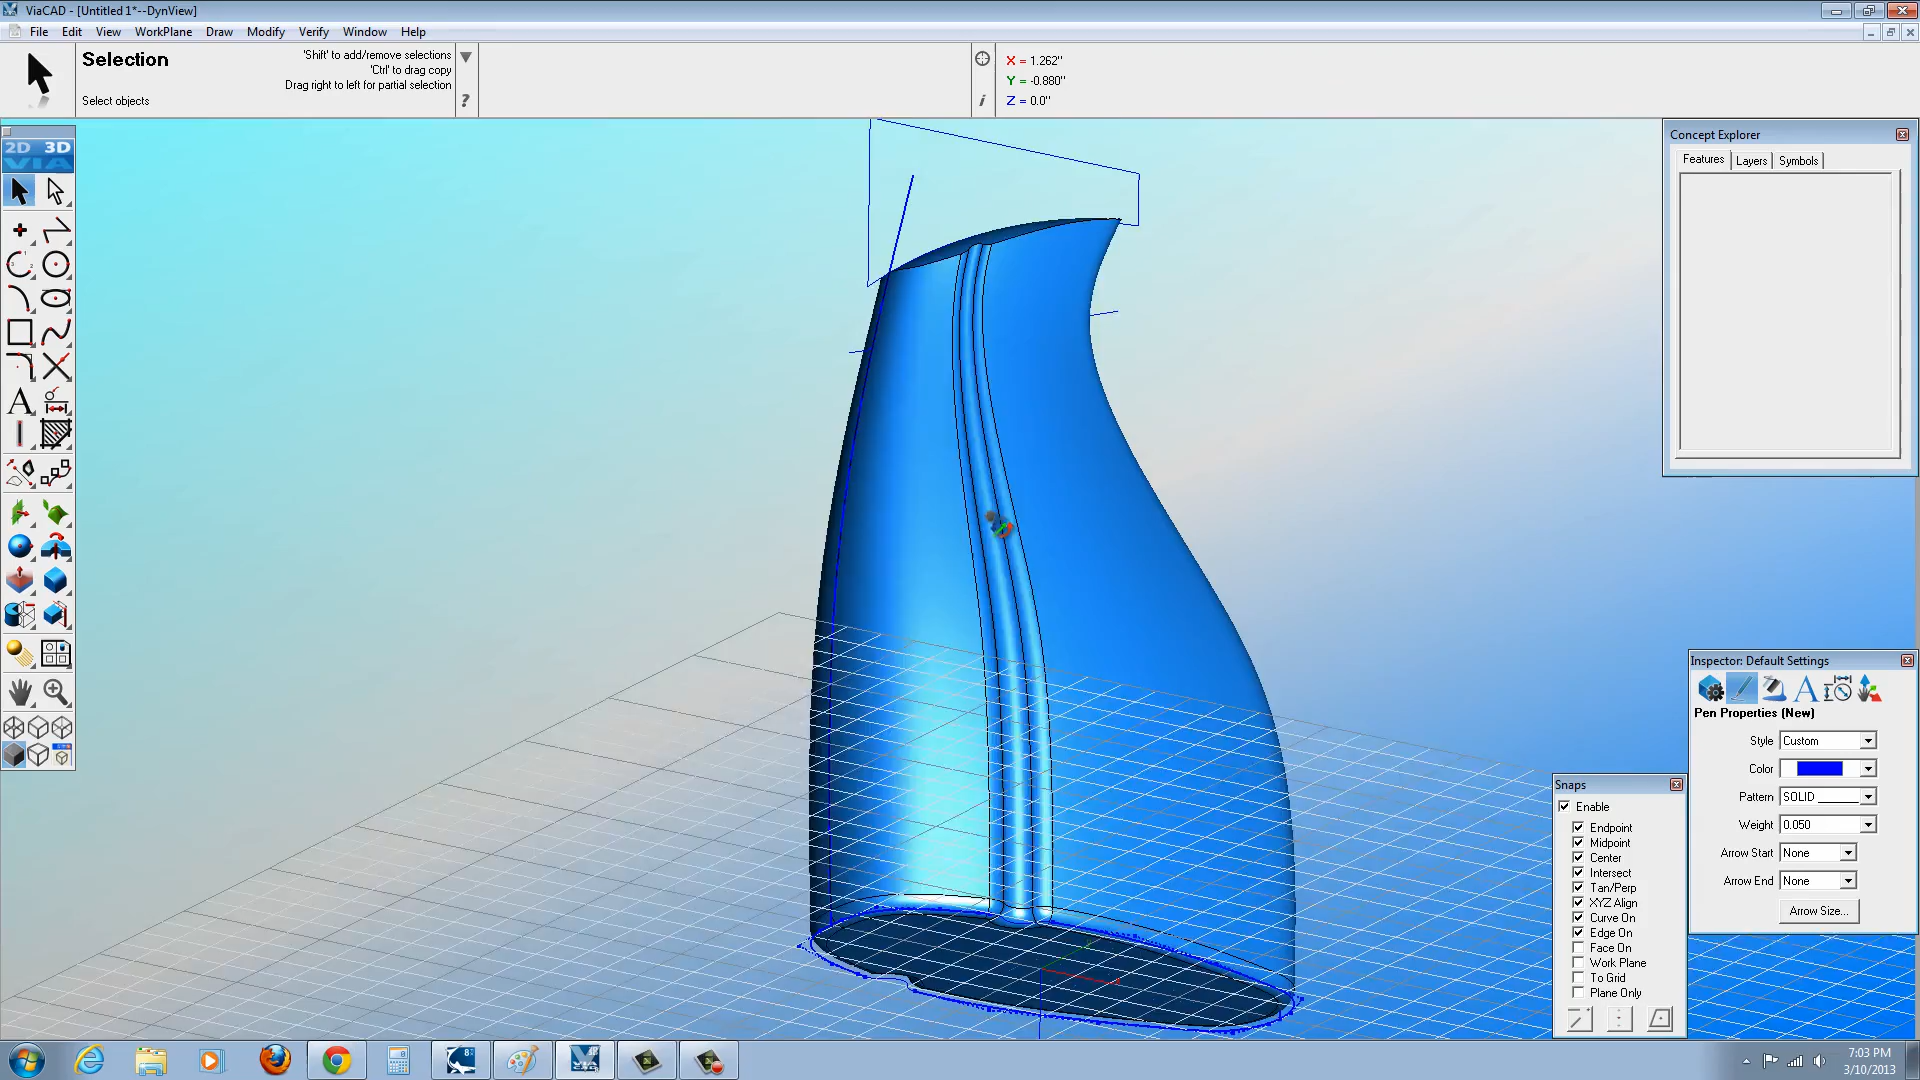 ViaCAD - [Untitled 1*--DynView]
File Edit View WorkPlane Draw Modify Verify Window Help
Selection
'Shift' to add/remove selections
'Ctrl' to drag copy
Drag right to left for partial selection
Select objects
?
i
X = 1.262"
Y = -0.880"
Z = 0.0"
2D 3D
VIA
A
Concept Explorer
Features Layers Symbols
Inspector: Default Settings
Pen Properties (New)
Style Custom
Color
Pattern SOLID
Weight 0.050
Arrow Start None
Arrow End None
Arrow Size...
Snaps
Enable
Endpoint
Midpoint
Center
Intersect
Tan/Perp
XYZ Align
Curve On
Edge On
Face On
Work Plane
To Grid
Plane Only
7:03 PM
3/10/2013